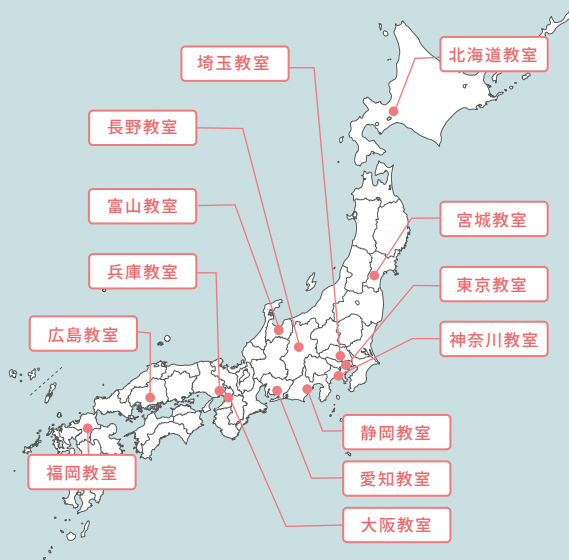 北海道教室
埼玉教室
長野教室
富山教室
宮城教室
兵庫教室
東京教室
広島教室
神奈川教室
静岡教室
福岡教室
愛知教室
大阪教室